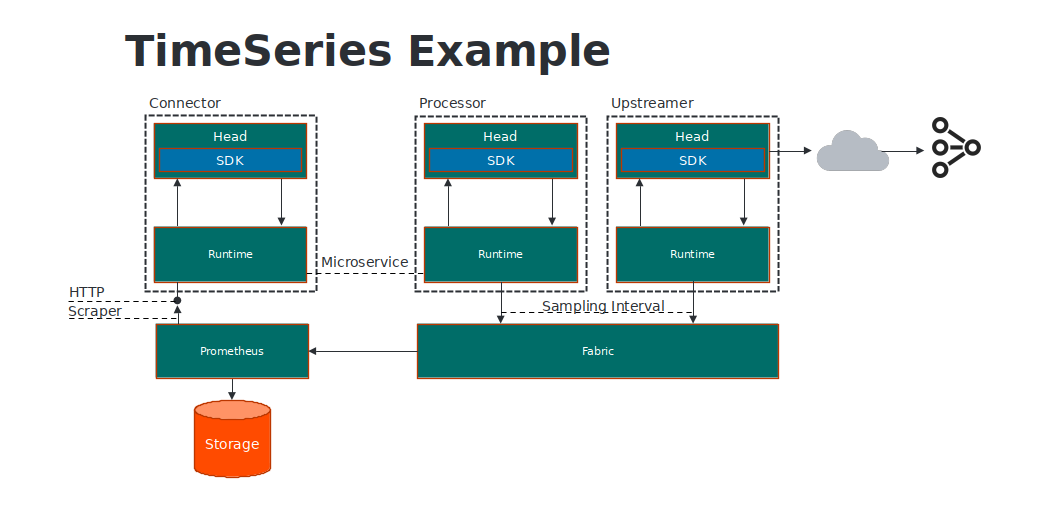 TimeSeries Example
Connector
Processor
Upstreamer
Head
SDK
Head
SDK
Head
SDK
Runtime
Runtime
Runtime
Microservice
HTTP
Scraper
Sampling Interval
Prometheus
Fabric
Storage